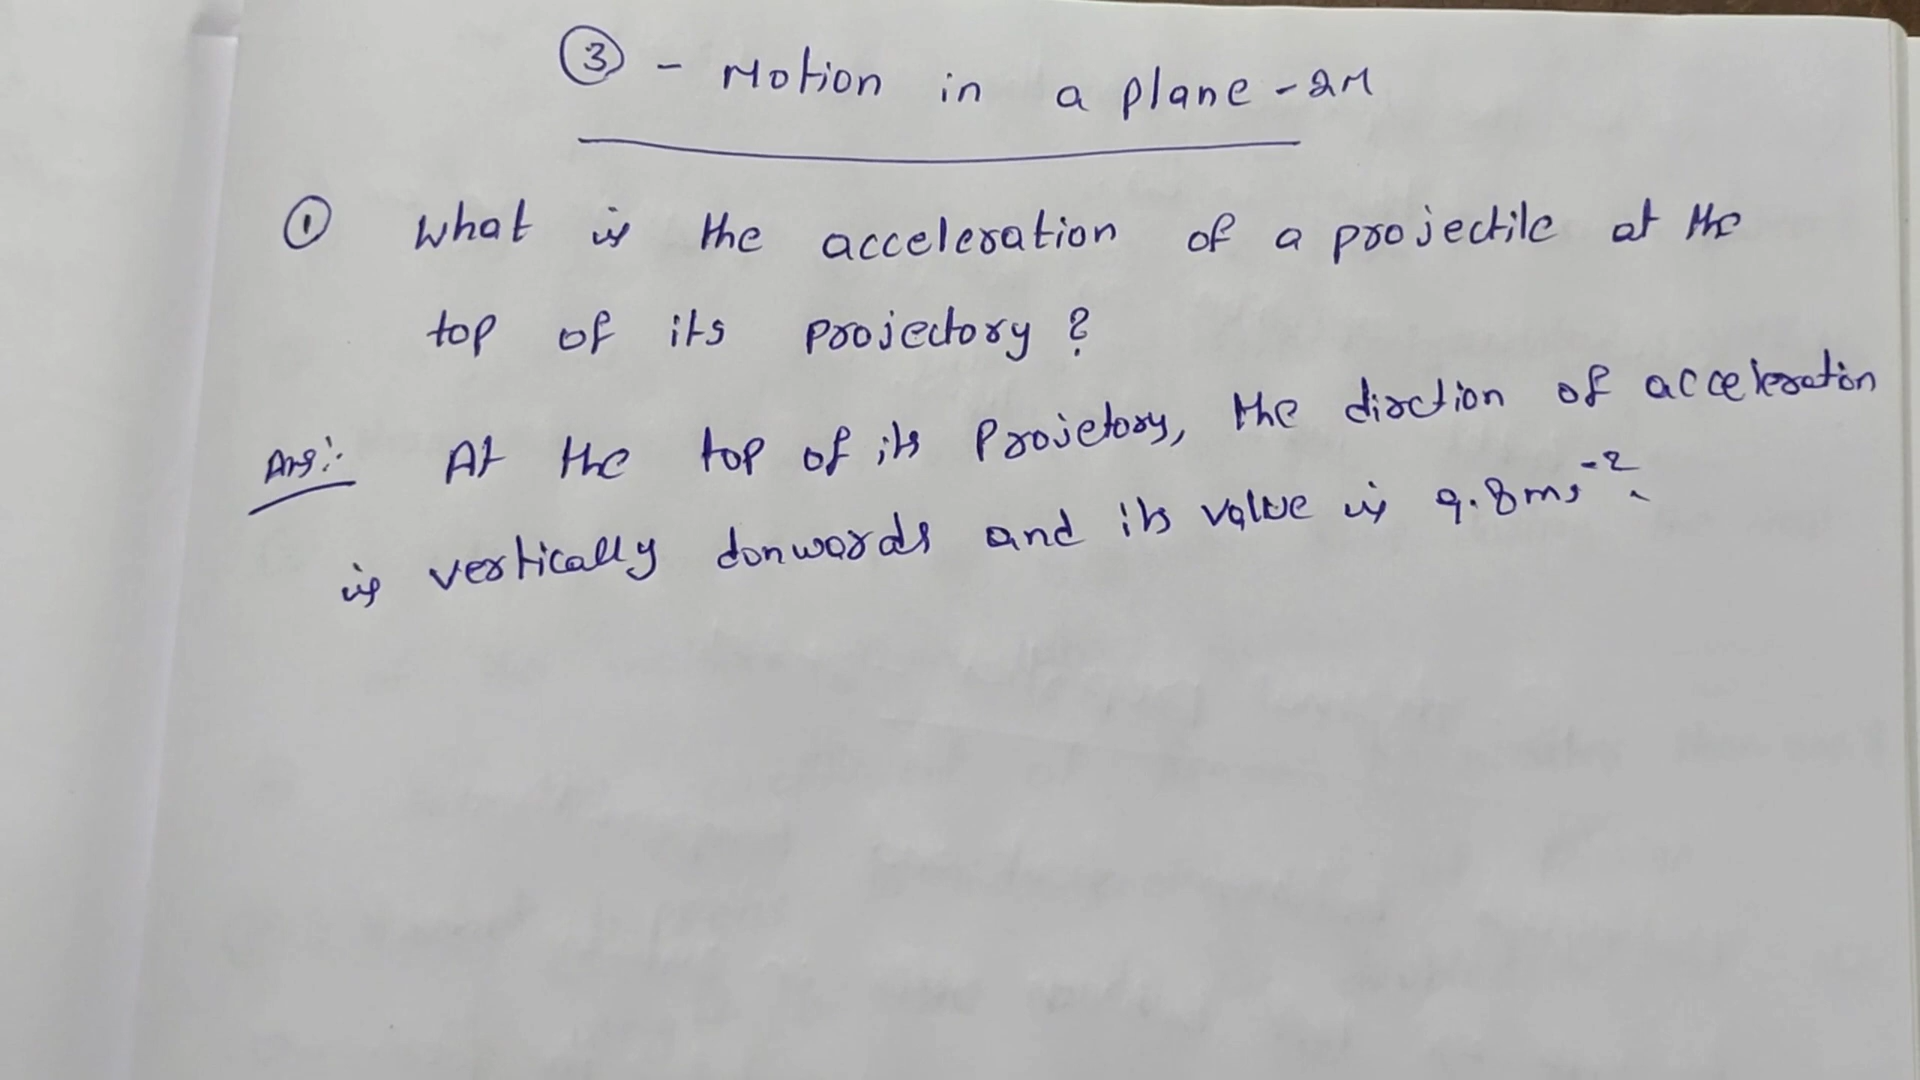 ③ - Motion in a plane - 2M
① What is the acceleration of a projectile at the
top of its projectory ?
Ans:- At the top of its Projetory, the dirction of acceleration
is vertically donwards and its value is 9.8ms⁻².